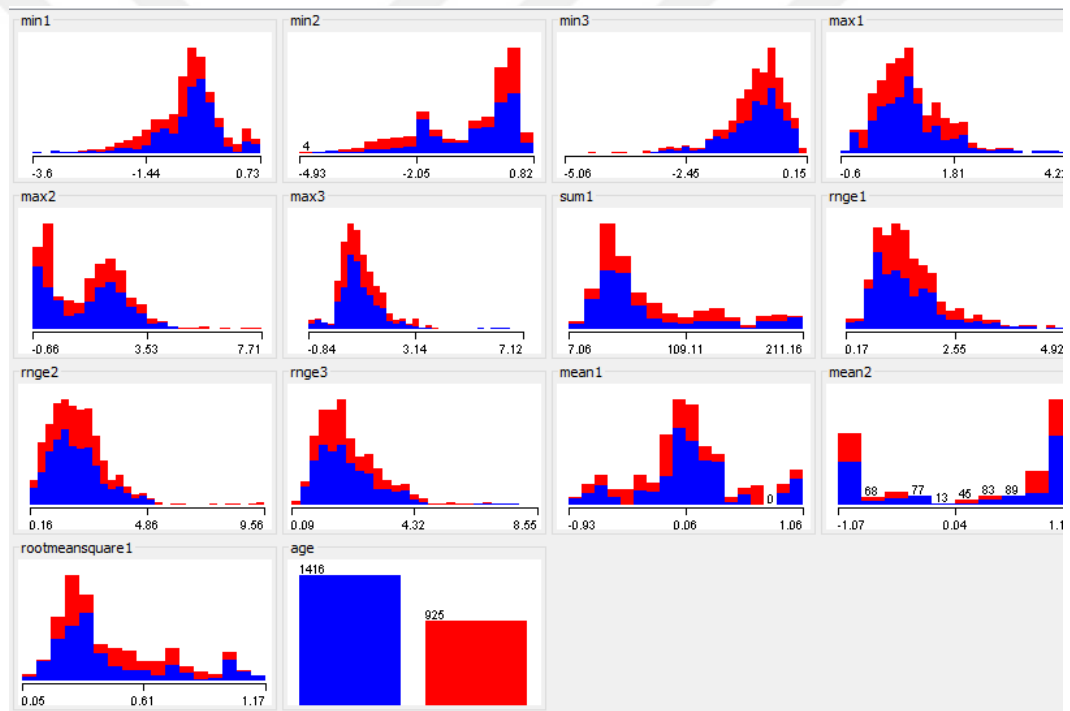 min1 min2 min3 max1
4
-3.6 -1.44 0.73 -4.93 -2.05 0.82 -5.06 -2.45 0.15 -0.6 1.81
max2 max3 sum1 rnge1
-0.66 3.53 7.71 -0.84 3.14 7.12 7.06 109.11 211.16 0.17 2.55 4.92
rnge2 rnge3 mean1 mean2
68 77 13 45 83 89
0
0.16 4.86 9.56 0.09 4.32 8.55 -0.93 0.06 1.06 -1.07 0.04
rootmeansquare1 age
1416
925
0.05 0.61 1.17